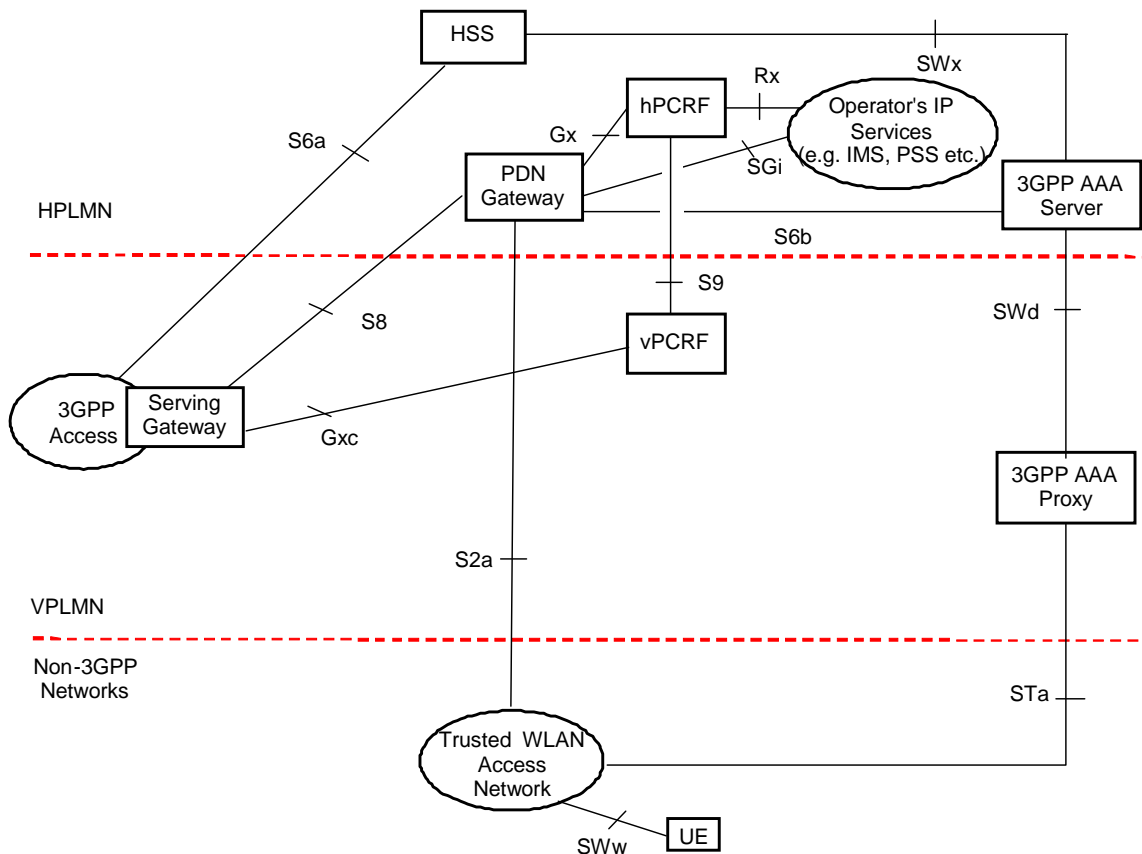 HSS
SWx
Rx
hPCRF
Operator's IP
Services
(e.g. IMS, PSS etc.)
Gx
S6a
SGi
PDN
Gateway
3GPP AAA
Server
HPLMN
S6b
S9
SWd
S8
vPCRF
3GPP
Access
Serving
Gateway
Gxc
3GPP AAA
Proxy
S2a
VPLMN
Non-3GPP
Networks
STa
Trusted WLAN
Access
Network
SWw
UE